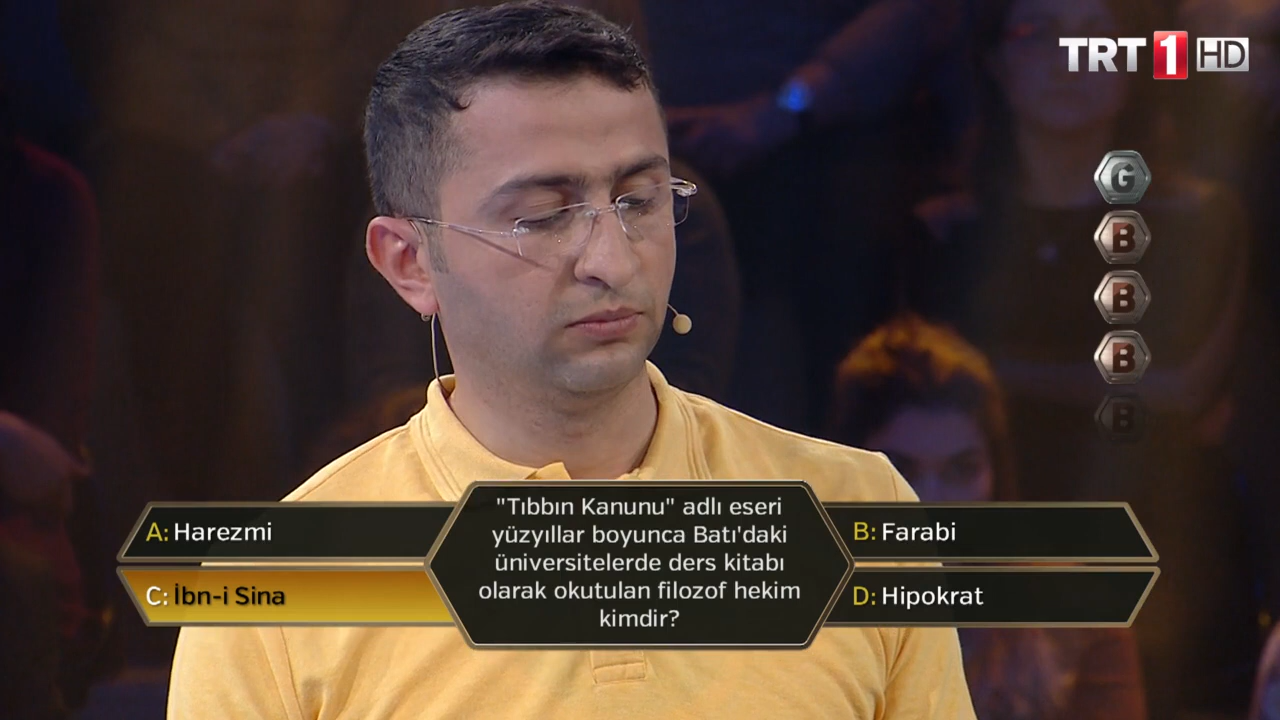 TRT 1 HD
G
B
B
B
B
"Tıbbın Kanunu" adlı eseri
yüzyıllar boyunca Batı'daki
üniversitelerde ders kitabı
olarak okutulan filozof hekim
kimdir?
A: Harezmi
B: Farabi
C: İbn-i Sina
D: Hipokrat